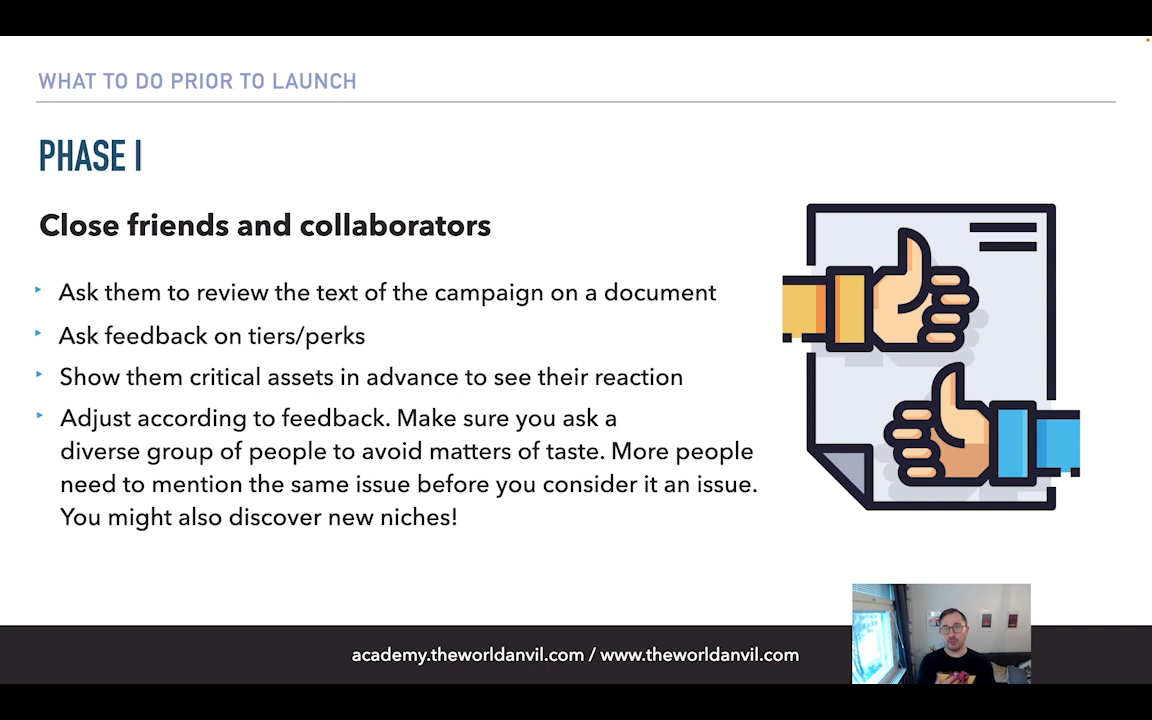 WHAT TO DO PRIOR TO LAUNCH
PHASE I
Close friends and collaborators
Ask them to review the text of the campaign on a document
Ask feedback on tiers/perks
Show them critical assets in advance to see their reaction
Adjust according to feedback. Make sure you ask a
diverse group of people to avoid matters of taste. More people
need to mention the same issue before you consider it an issue.
You might also discover new niches!
academy.theworldanvil.com / www.theworldanvil.com